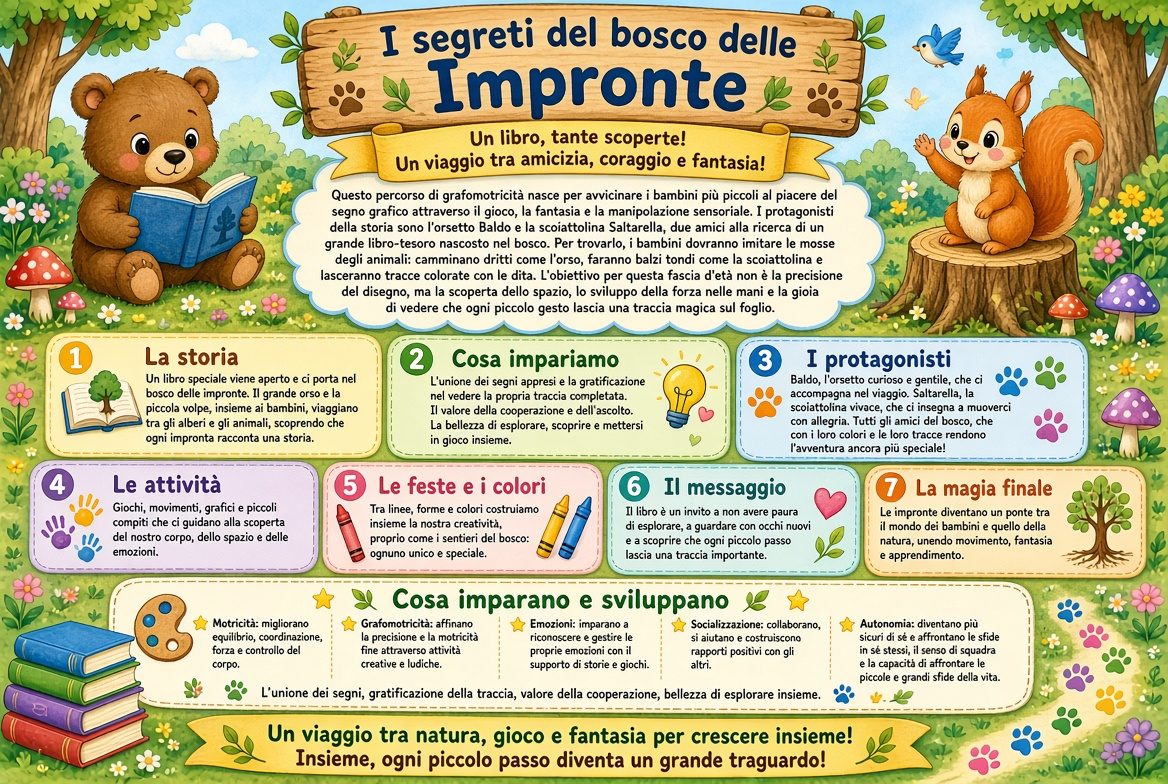 I segreti del bosco delle
Impronte
Un libro, tante scoperte!
Un viaggio tra amicizia, coraggio e fantasia!
Questo percorso di grafomotricità nasce per avvicinare i bambini più piccoli al piacere del
segno grafico attraverso il gioco, la fantasia e la manipolazione sensoriale. I protagonisti
della storia sono l'orsetto Baldo e la scoiattolina Saltarella, due amici alla ricerca di un
grande libro-tesoro nascosto nel bosco. Per trovarlo, i bambini dovranno imitare le mosse
degli animali: camminano dritti come l'orso, faranno balzi tondi come la scoiattolina e
lasceranno tracce colorate con le dita. L'obiettivo per questa fascia d'età non è la precisione
del disegno, ma la scoperta dello spazio, lo sviluppo della forza nelle mani e la gioia
di vedere che ogni piccolo gesto lascia una traccia magica sul foglio.
1 La storia
Un libro speciale viene aperto e ci porta nel
bosco delle impronte. Il grande orso e la
piccola volpe, insieme ai bambini, viaggiano
tra gli alberi e gli animali, scoprendo che
ogni impronta racconta una storia.
2 Cosa impariamo
L'unione dei segni appresi e la gratificazione
nel vedere la propria traccia completata.
Il valore della cooperazione e dell'ascolto.
La bellezza di esplorare, scoprire e mettersi
in gioco insieme.
3 I protagonisti
Baldo, l'orsetto curioso e gentile, che ci
accompagna nel viaggio. Saltarella, la
scoiattolina vivace, che ci insegna a muoverci
con allegria. Tutti gli amici del bosco, che
con i loro colori e le loro tracce rendono
l'avventura ancora più speciale!
4 Le attività
Giochi, movimenti, grafici e piccoli
compiti che ci guidano alla scoperta
del nostro corpo, dello spazio e delle
emozioni.
5 Le feste e i colori
Tra linee, forme e colori costruiamo
insieme la nostra creatività,
proprio come i sentieri del bosco:
ognuno unico e speciale.
6 Il messaggio
Il libro è un invito a non avere paura
di esplorare, a guardare con occhi nuovi
e a scoprire che ogni piccolo passo
lascia una traccia importante.
7 La magia finale
Le impronte diventano un ponte tra
il mondo dei bambini e quello della
natura, unendo movimento, fantasia
e apprendimento.
Cosa imparano e sviluppano
Motricità: migliorano
equilibrio, coordinazione,
forza e controllo del
corpo.
Grafomotricità: affinano
la precisione e la motricità
fine attraverso attività
creative e ludiche.
Emozioni: imparano a
riconoscere e gestire le
proprie emozioni con il
supporto di storie e giochi.
Socializzazione: collaborano,
si aiutano e costruiscono
rapporti positivi con gli
altri.
Autonomia: diventano più
sicuri di sé e affrontano le sfide
in sé stessi, il senso di squadra
e la capacità di affrontare le
piccole e grandi sfide della vita.
L'unione dei segni, gratificazione della traccia, valore della cooperazione, bellezza di esplorare insieme.
Un viaggio tra natura, gioco e fantasia per crescere insieme!
Insieme, ogni piccolo passo diventa un grande traguardo!